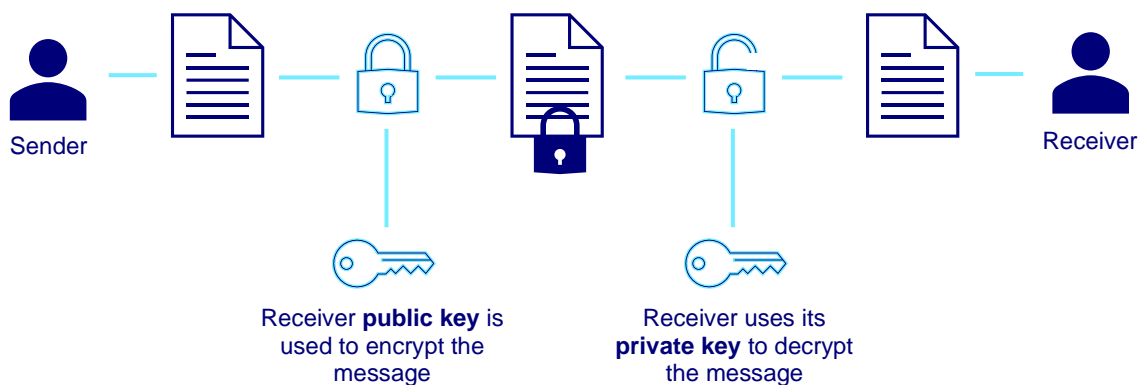 Sender
Receiver
Receiver public key is
used to encrypt the
message
Receiver uses its
private key to decrypt
the message